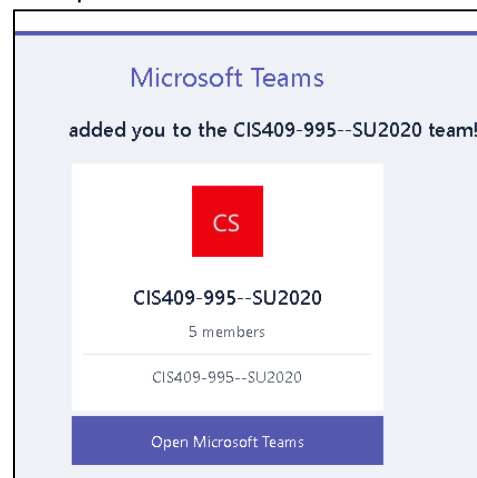 Microsoft Teams
added you to the CIS409-995--SU2020 team!
CS
CIS409-995--SU2020
5 members
CIS409-995--SU2020
Open Microsoft Teams